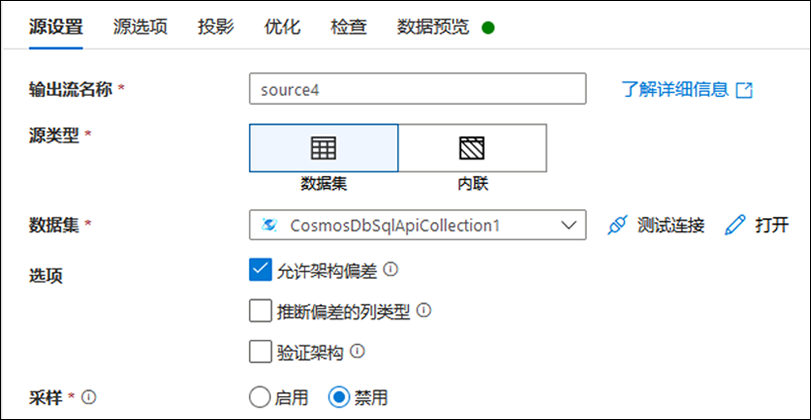 源设置 源选项 投影 优化 检查 数据预览
输出流名称 * source4 了解详细信息
源类型 *
数据集 内联
数据集 * CosmosDbSqlApiCollection1 测试连接 打开
选项 允许架构偏差
推断偏差的列类型
验证架构
采样 * 启用 禁用